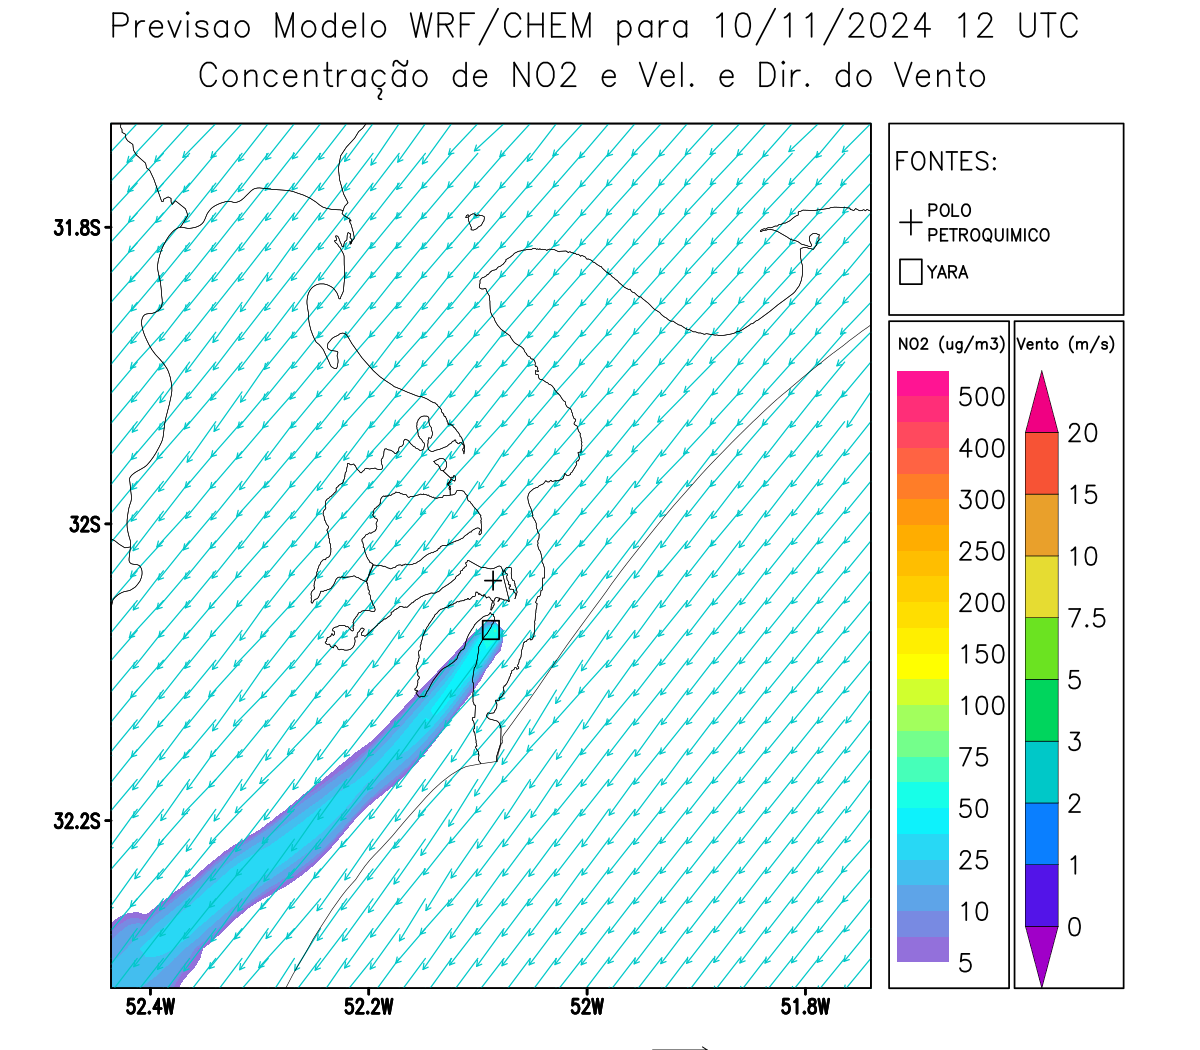 Previsao Modelo WRF/CHEM para 10/11/2024 12 UTC
Concentração de NO2 e Vel. e Dir. do Vento
FONTES:
POLO
PETROQUIMICO
YARA
NO2 (ug/m3)
500
400
300
250
200
150
100
75
50
25
10
5
Vento (m/s)
20
15
10
7.5
5
3
2
1
0
31.8S
32S
32.2S
52.4W
52.2W
52W
51.8W